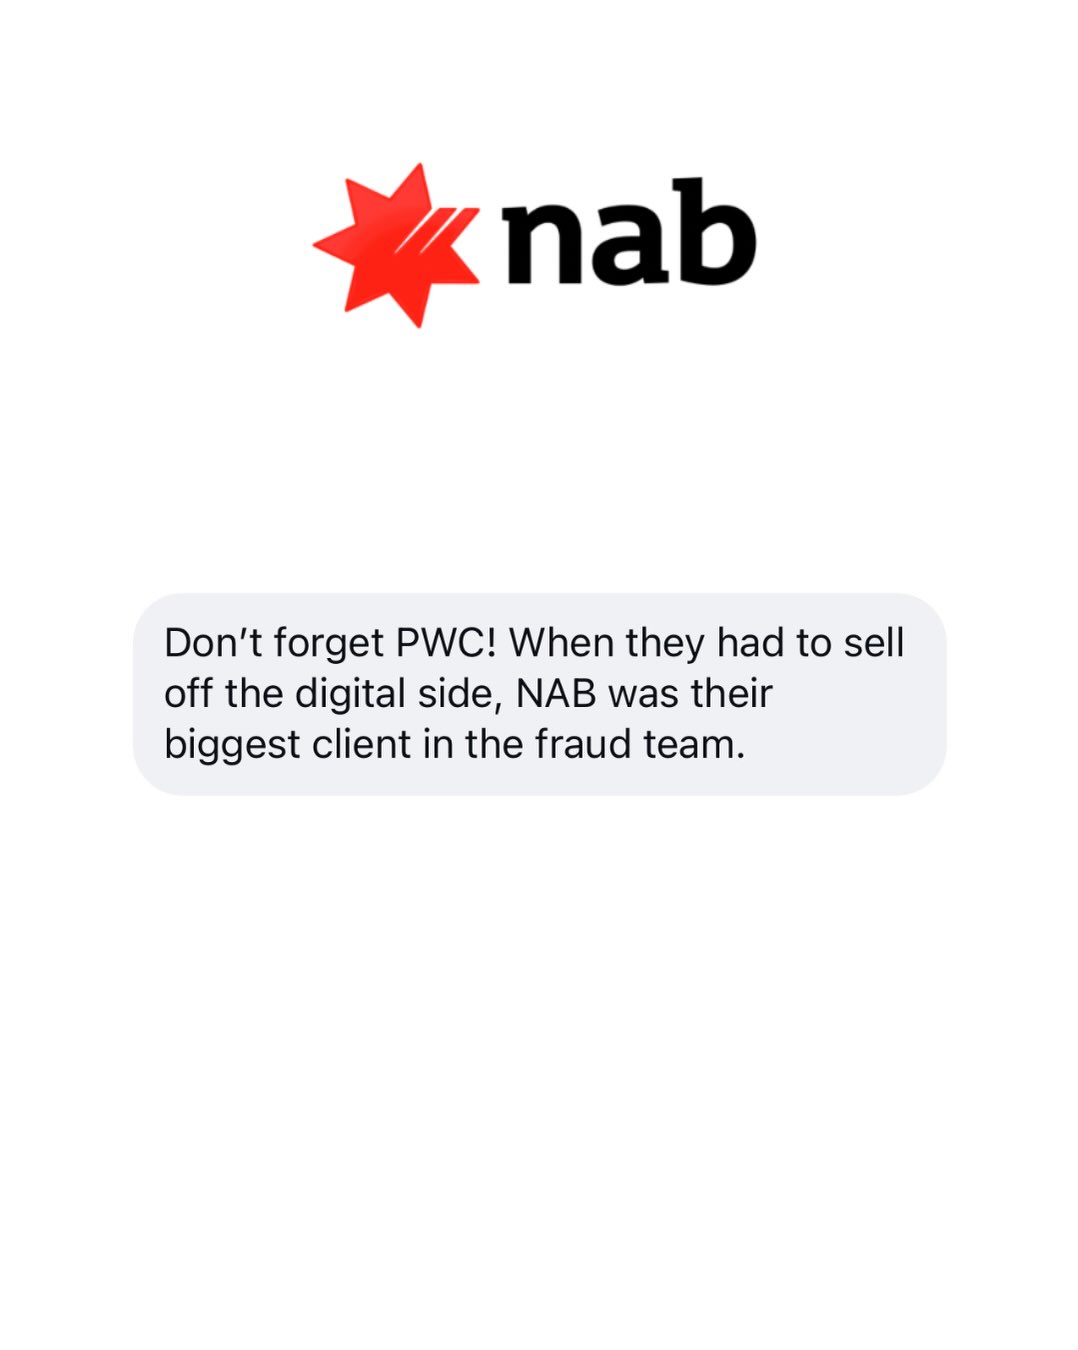 nab
Don’t forget PWC! When they had to sell
off the digital side, NAB was their
biggest client in the fraud team.